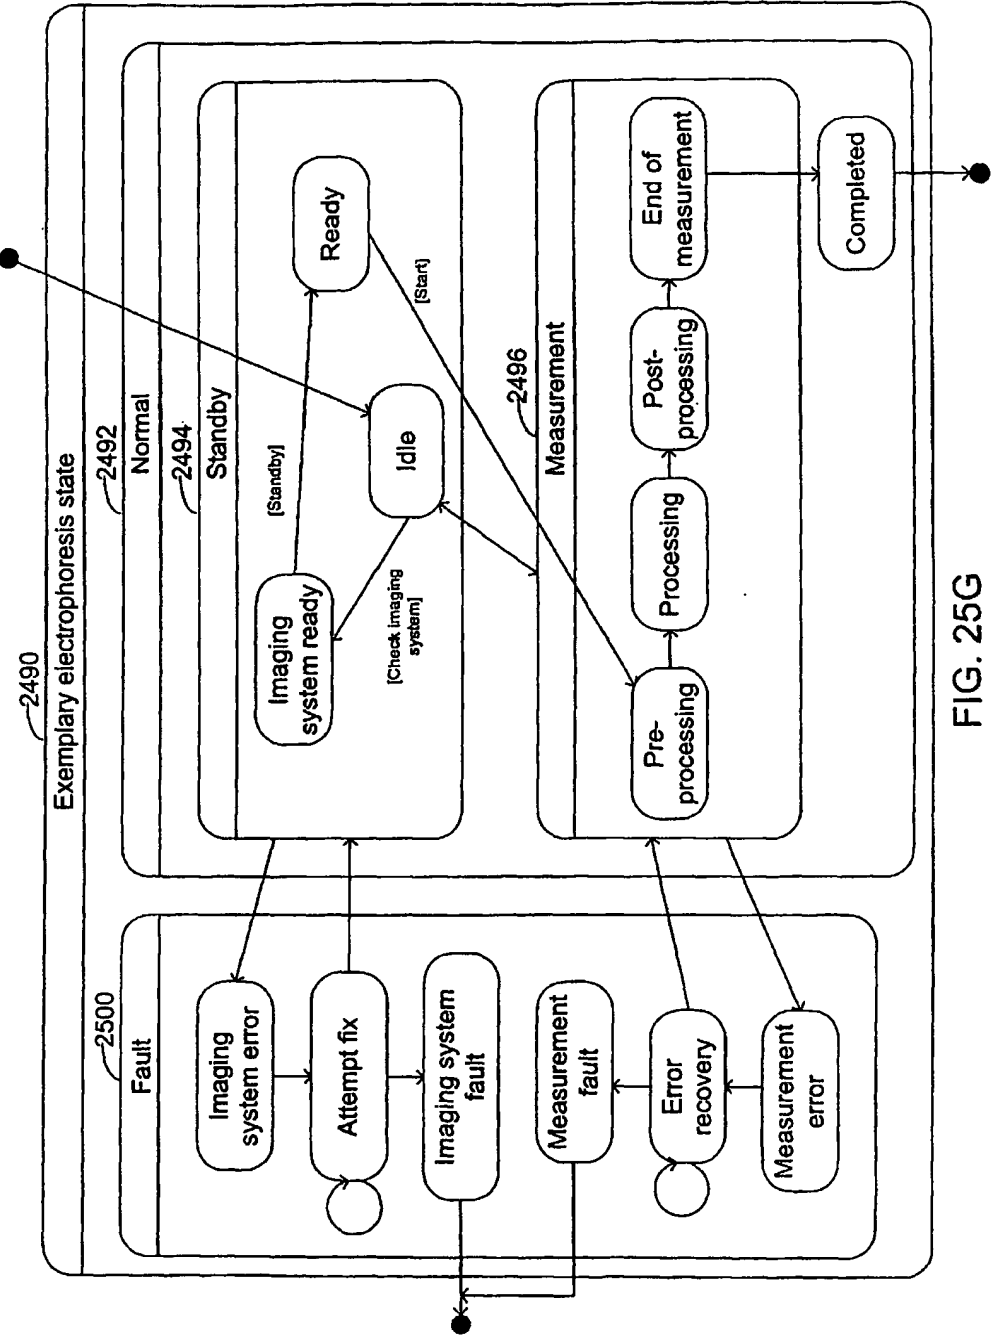 2490
Exemplary electrophoresis state
2500
Fault
Imaging
system error
Attempt fix
Imaging system
fault
Measurement
fault
Error
recovery
Measurement
error
2492
Normal
2494
Standby
Imaging
system ready
[Standby]
Ready
Idle
[Check imaging
system]
[Start]
2496
Measurement
Pre-
processing
Processing
Post-
processing
End of
measurement
Completed
FIG. 25G